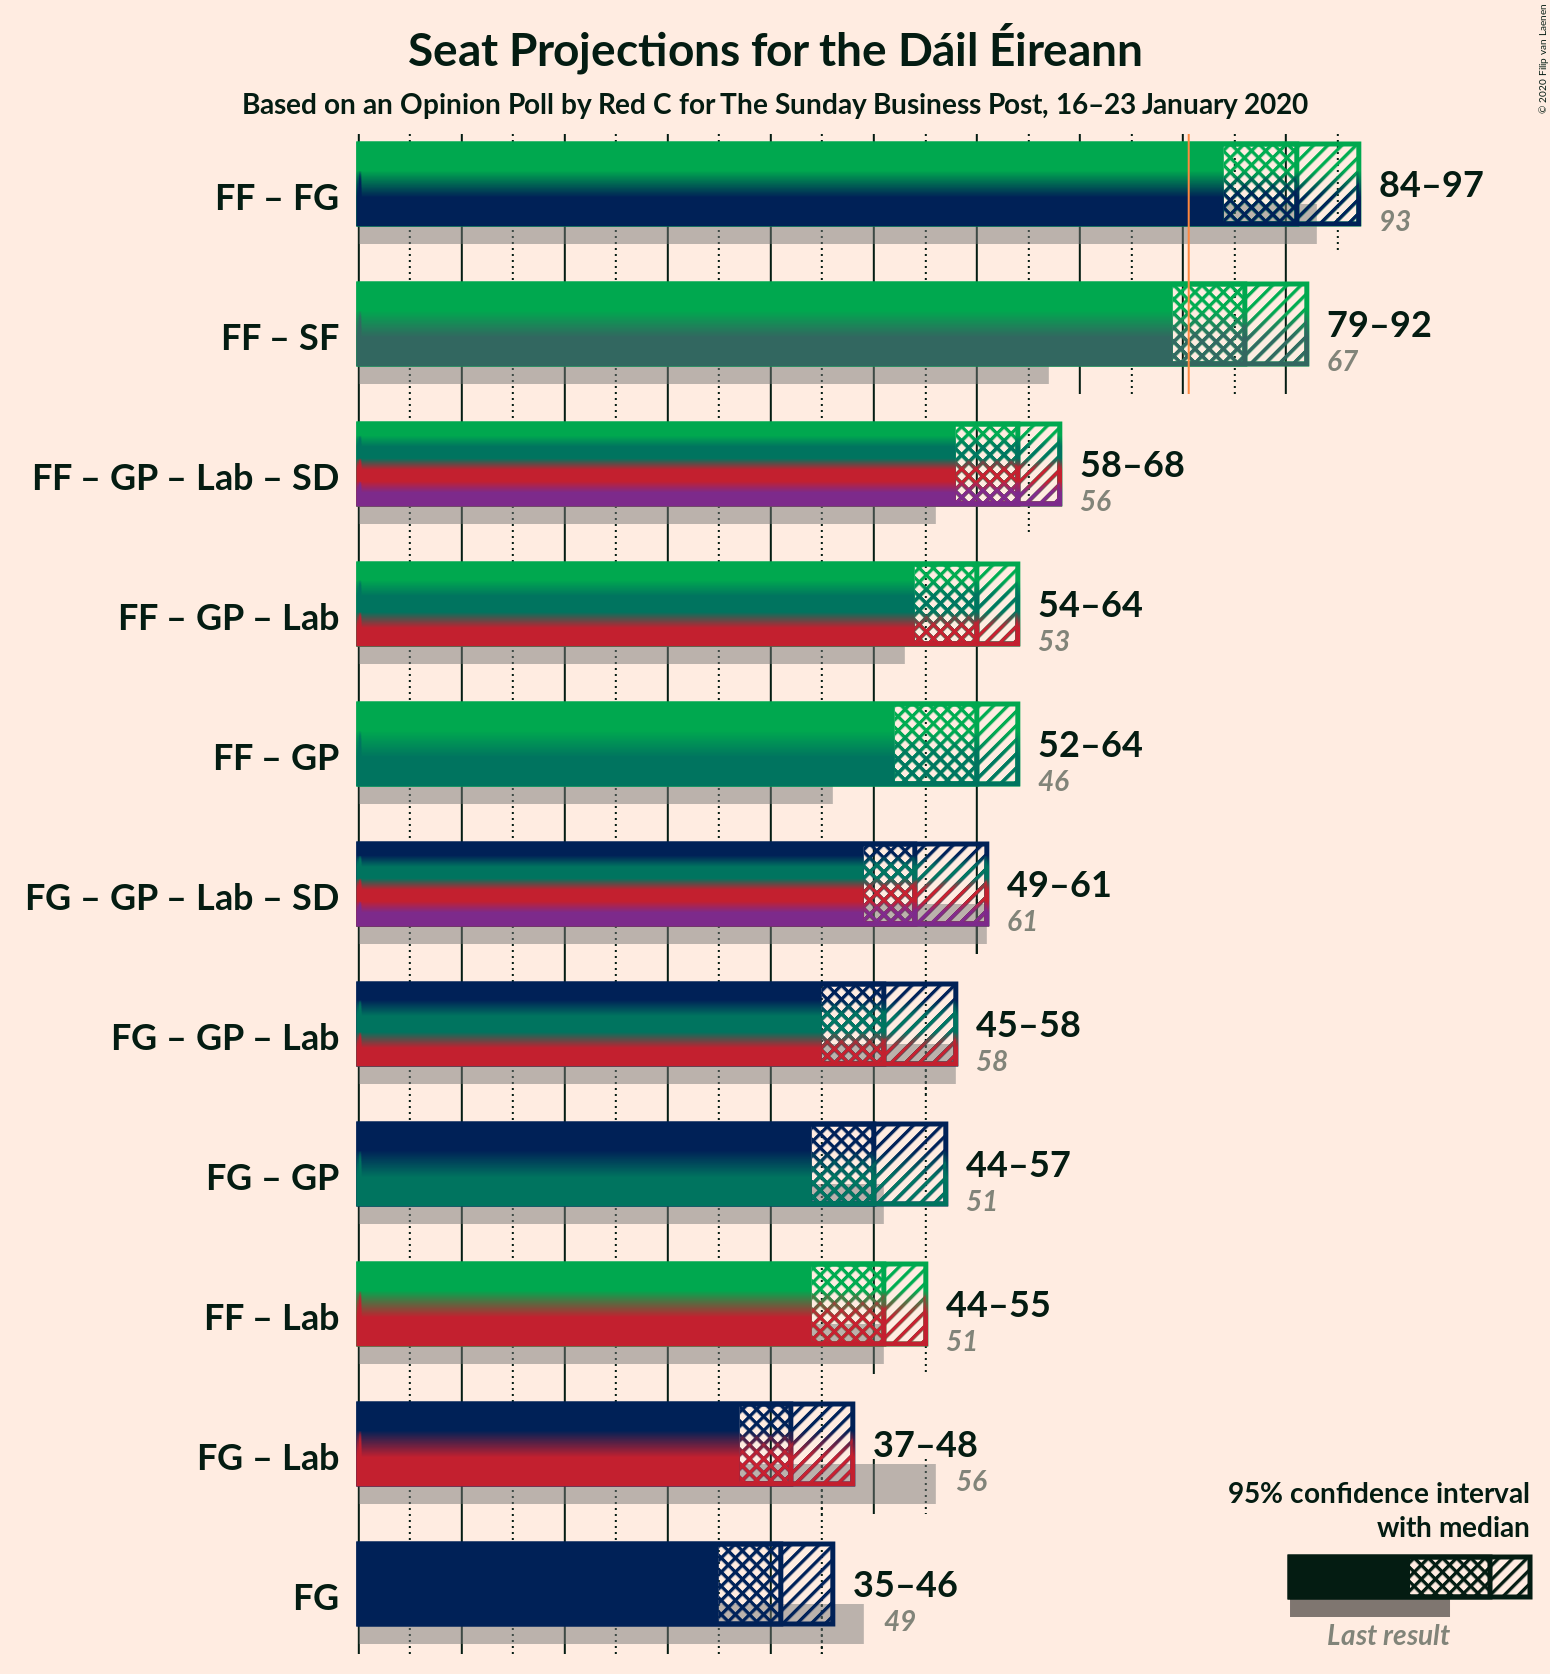 Seat Projections for the Dáil Éireann
Based on an Opinion Poll by Red C for The Sunday Business Post, 16–23 January 2020
© 2020 Filip van Laenen
FF – FG
84–97
93
FF – SF
79–92
67
FF – GP – Lab – SD
58–68
56
FF – GP – Lab
54–64
53
FF – GP
52–64
46
FG – GP – Lab – SD
49–61
61
FG – GP – Lab
45–58
58
FG – GP
44–57
51
FF – Lab
44–55
51
FG – Lab
37–48
56
FG
35–46
49
95% confidence interval
with median
Last result